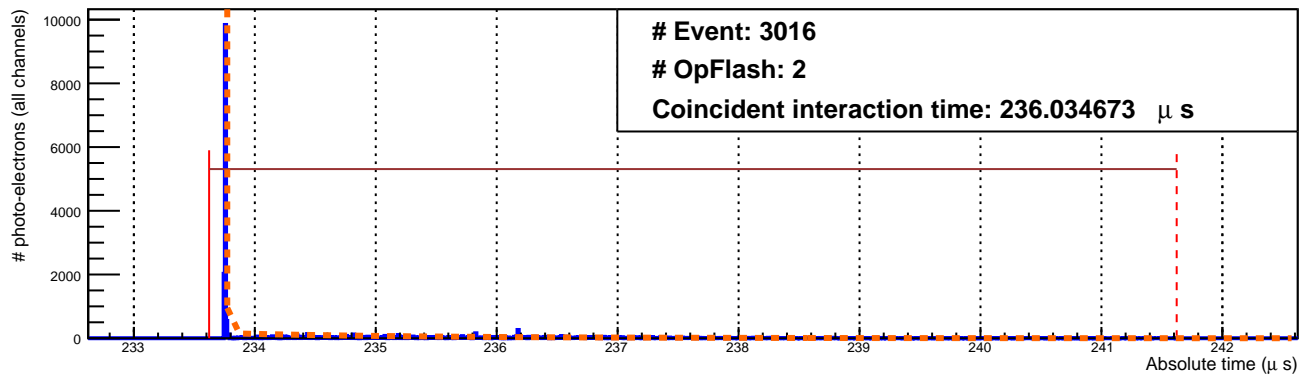 # Event: 3016
# OpFlash: 2
Coincident interaction time: 236.034673 μ s
# photo-electrons (all channels)
10000
8000
6000
4000
2000
0
233 234 235 236 237 238 239 240 241 242
Absolute time (μ s)